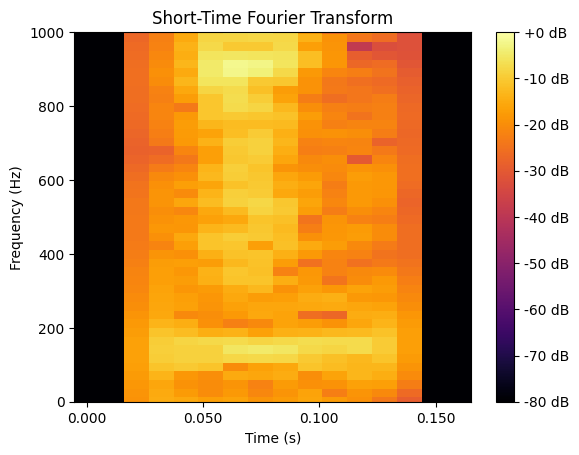 Short-Time Fourier Transform
1000
800
600
400
200
0
Frequency (Hz)
0.000
0.050
0.100
0.150
Time (s)
+0 dB
-10 dB
-20 dB
-30 dB
-40 dB
-50 dB
-60 dB
-70 dB
-80 dB